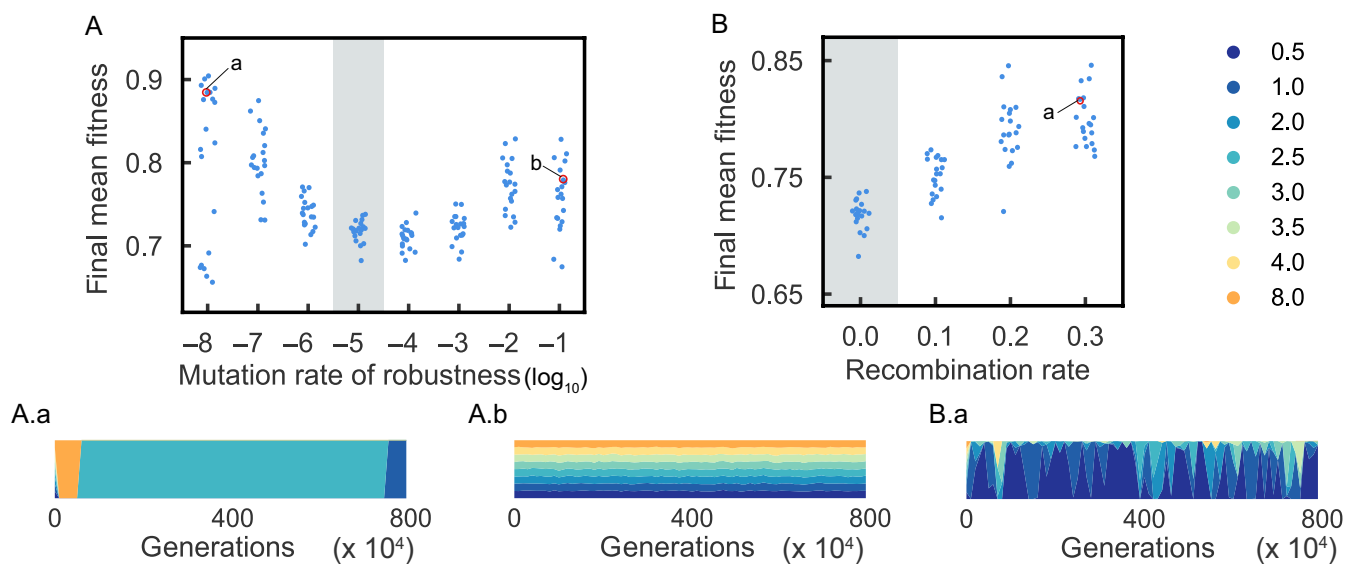 A
Final mean fitness
0.9
0.8
0.7
a
b
–8 –7 –6 –5 –4 –3 –2 –1
Mutation rate of robustness (log10)
B
Final mean fitness
0.85
0.75
0.65
a
0.0 0.1 0.2 0.3
Recombination rate
0.5
1.0
2.0
2.5
3.0
3.5
4.0
8.0
A.a
0 400 800
Generations (x 10⁴)
A.b
0 400 800
Generations (x 10⁴)
B.a
0 400 800
Generations (x 10⁴)